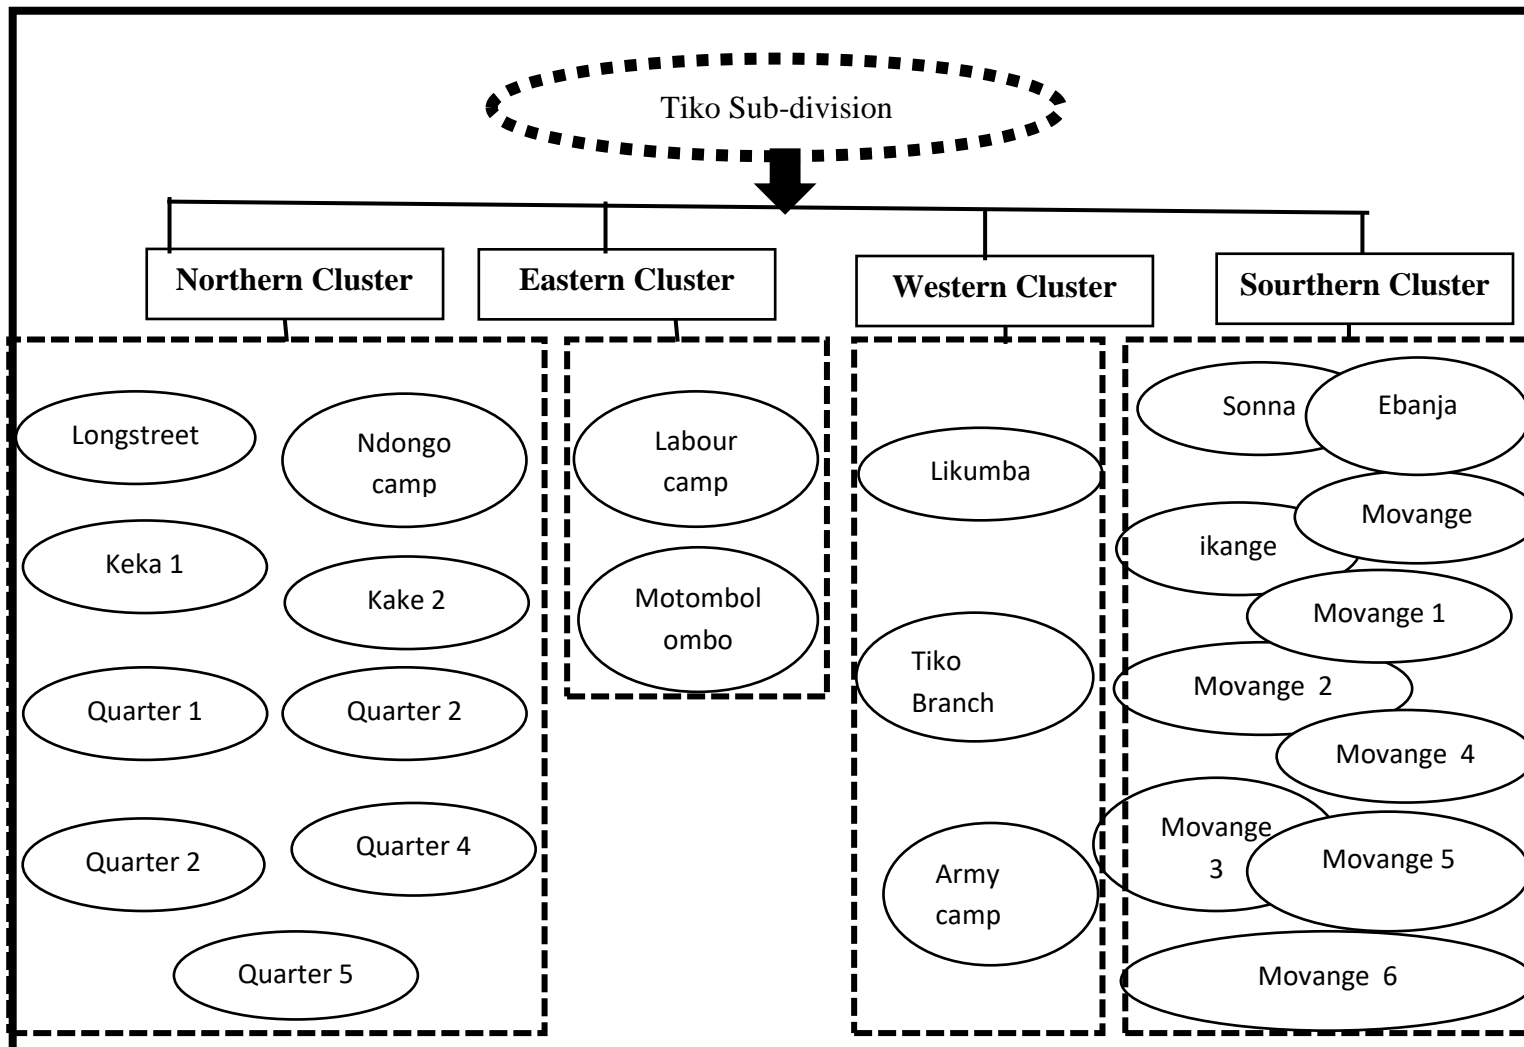 Tiko Sub-division
Northern Cluster
Eastern Cluster
Western Cluster
Sourthern Cluster
Longstreet
Ndongo
camp
Keka 1
Kake 2
Quarter 1
Quarter 2
Quarter 2
Quarter 4
Quarter 5
Labour
camp
Motombol
ombo
Likumba
Tiko
Branch
Army
camp
Sonna
Ebanja
Movange
ikange
Movange 1
Movange 2
Movange 4
Movange
3
Movange 5
Movange 6